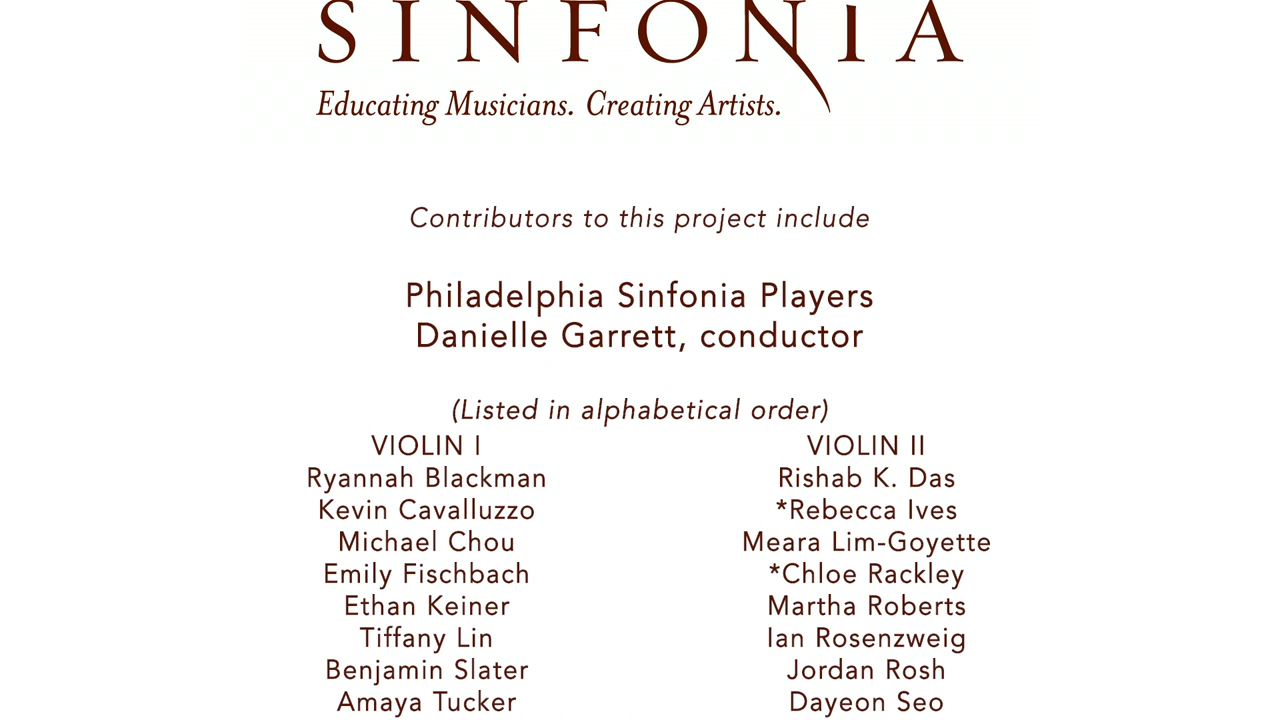 SINFONIA
Educating Musicians. Creating Artists.
Contributors to this project include
Philadelphia Sinfonia Players
Danielle Garrett, conductor
(Listed in alphabetical order)
VIOLIN I
Ryannah Blackman
Kevin Cavalluzzo
Michael Chou
Emily Fischbach
Ethan Keiner
Tiffany Lin
Benjamin Slater
Amaya Tucker
VIOLIN II
Rishab K. Das
*Rebecca Ives
Meara Lim-Goyette
*Chloe Rackley
Martha Roberts
Ian Rosenzweig
Jordan Rosh
Dayeon Seo